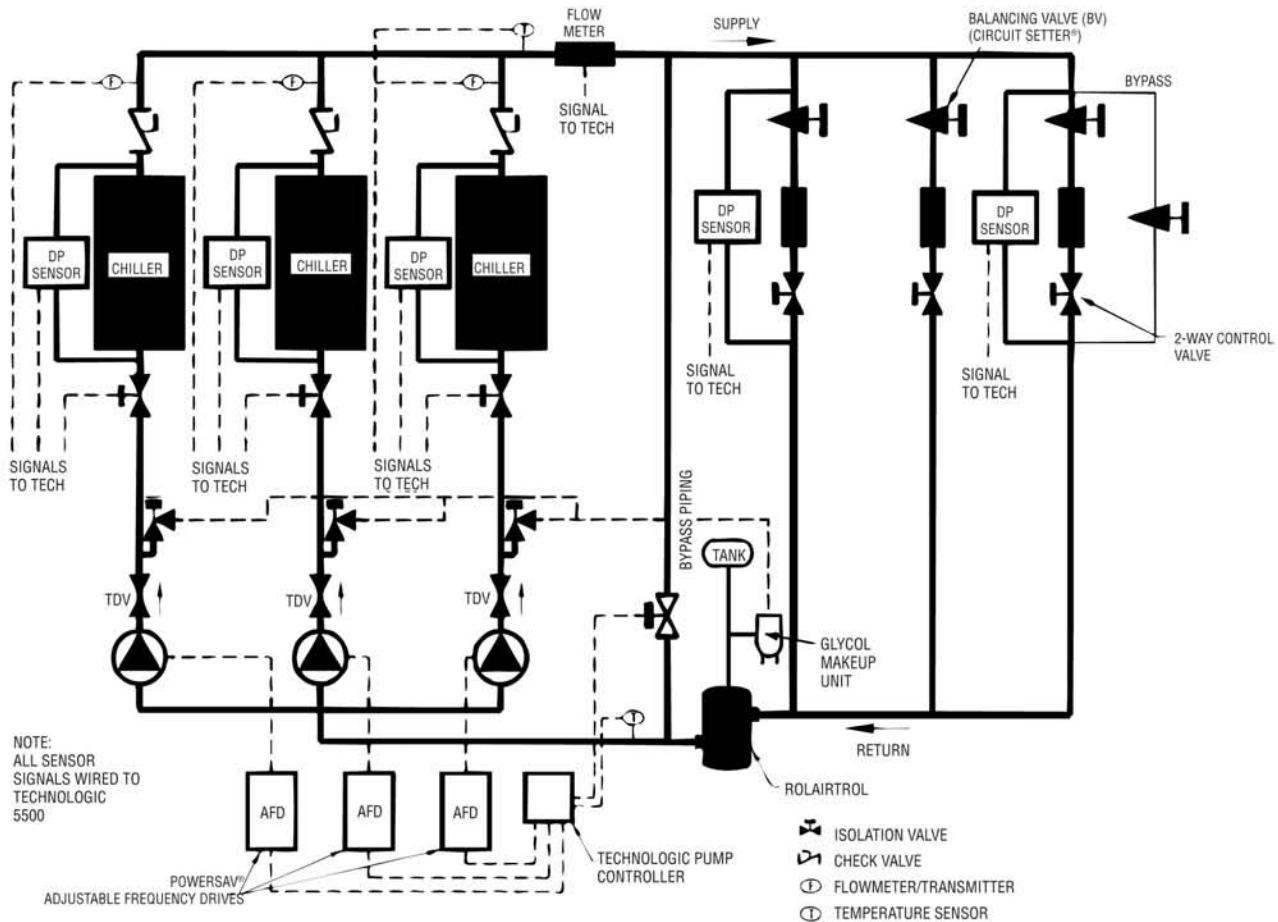 FLOW
METER
SUPPLY
BALANCING VALVE (BV)
(CIRCUIT SETTER®)
BYPASS
T
F
F
F
SIGNAL
TO TECH
DP
SENSOR
CHILLER
DP
SENSOR
CHILLER
DP
SENSOR
CHILLER
DP
SENSOR
DP
SENSOR
2-WAY CONTROL
VALVE
SIGNAL
TO TECH
SIGNAL
TO TECH
SIGNALS
TO TECH
SIGNALS
TO TECH
SIGNALS
TO TECH
BYPASS PIPING
TANK
TDV
TDV
TDV
GLYCOL
MAKEUP
UNIT
T
RETURN
ROLAIRTROL
NOTE:
ALL SENSOR
SIGNALS WIRED TO
TECHNOLOGIC
5500
AFD
AFD
AFD
TECHNOLOGIC PUMP
CONTROLLER
POWERSAV®
ADJUSTABLE FREQUENCY DRIVES
ISOLATION VALVE
CHECK VALVE
F FLOWMETER/TRANSMITTER
T TEMPERATURE SENSOR